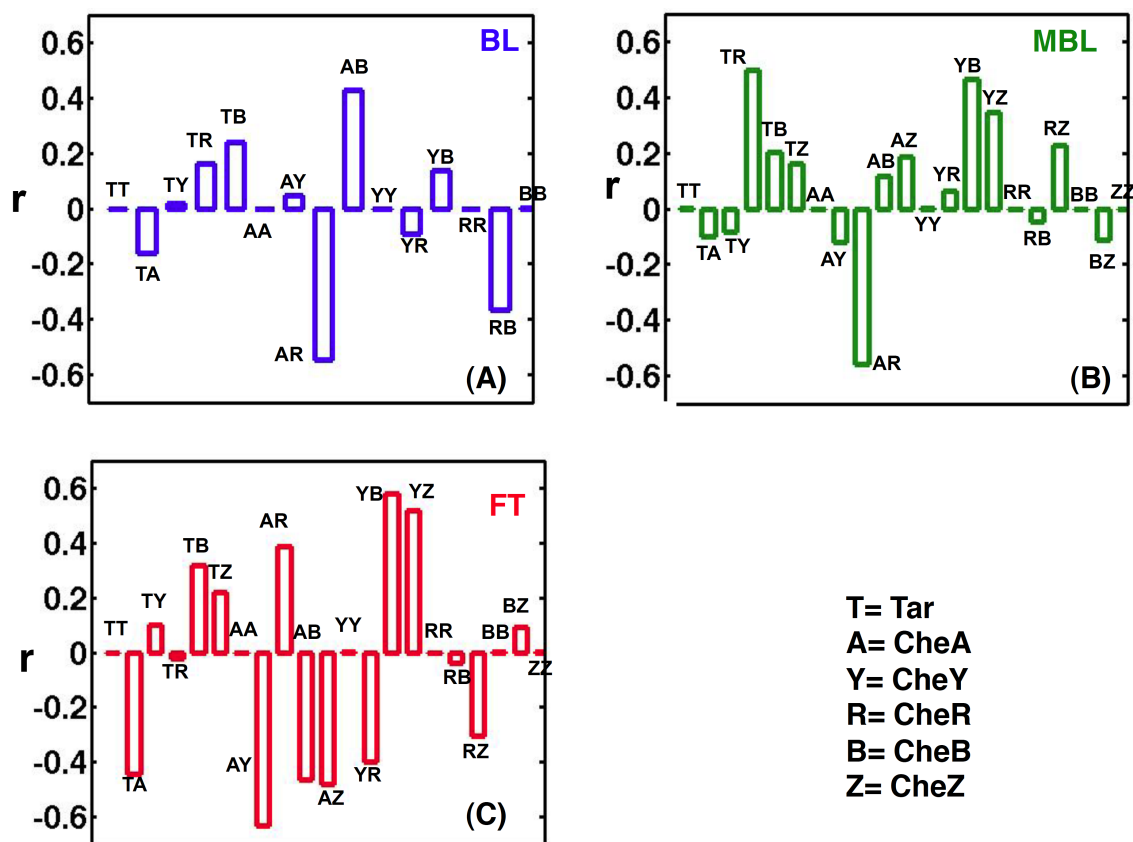 BL
0.6
0.4
0.2
0
-0.2
-0.4
-0.6
r
TT
TA
TY
TR
TB
AA
AY
AR
AB
YY
YR
YB
RR
RB
BB
(A)
MBL
0.6
0.4
0.2
0
-0.2
-0.4
-0.6
r
TT
TA
TY
TR
TB
TZ
AA
AY
AR
AB
AZ
YY
YR
YB
YZ
RR
RB
RZ
BB
BZ
ZZ
(B)
FT
0.6
0.4
0.2
0
-0.2
-0.4
-0.6
r
TT
TA
TY
TR
TB
TZ
AA
AY
AR
AB
AZ
YY
YR
YB
YZ
RR
RB
RZ
BB
BZ
ZZ
(C)
T= Tar
A= CheA
Y= CheY
R= CheR
B= CheB
Z= CheZ